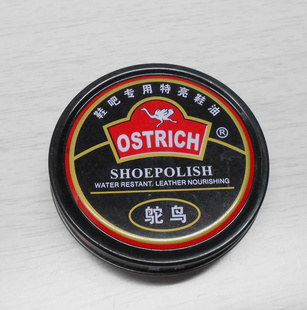 鞋吧专用特亮鞋油
OSTRICH
®
SHOEPOLISH
WATER RESTANT. LEATHER NOURISHING
鸵鸟